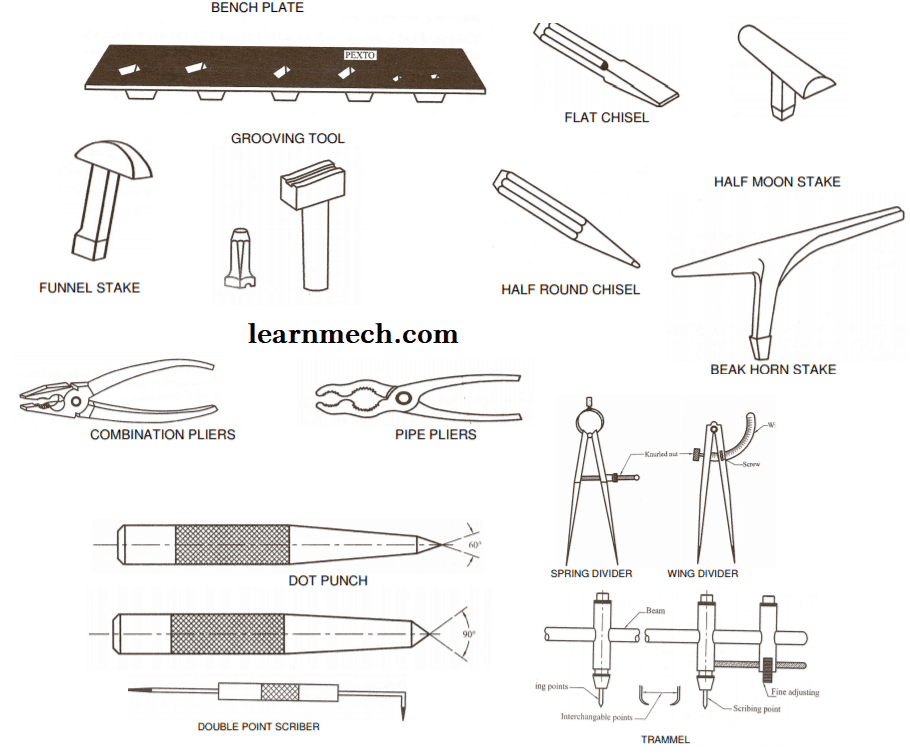 BENCH PLATE
PEXTO
FLAT CHISEL
GROOVING TOOL
HALF MOON STAKE
FUNNEL STAKE
HALF ROUND CHISEL
learnmech.com
BEAK HORN STAKE
COMBINATION PLIERS
PIPE PLIERS
Knurled nut
Screw
60°
SPRING DIVIDER
WING DIVIDER
DOT PUNCH
Beam
90°
ing points
Fine adjusting
Interchangable points
Scribing point
DOUBLE POINT SCRIBER
TRAMMEL